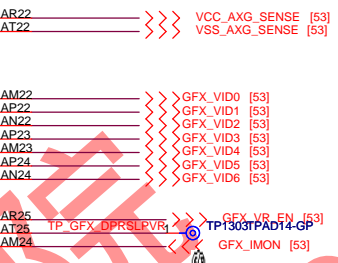 AR22 VCC_AXG_SENSE [53]
AT22 VSS_AXG_SENSE [53]
AM22 GFX_VID0 [53]
AP22 GFX_VID1 [53]
AN22 GFX_VID2 [53]
AP23 GFX_VID3 [53]
AM23 GFX_VID4 [53]
AP24 GFX_VID5 [53]
AN24 GFX_VID6 [53]
AR25 GFX_VR_EN [53]
AT25 TP_GFX_DPRSLPVR 1 TP1303TPAD14-GP
AM24 GFX_IMON [53]